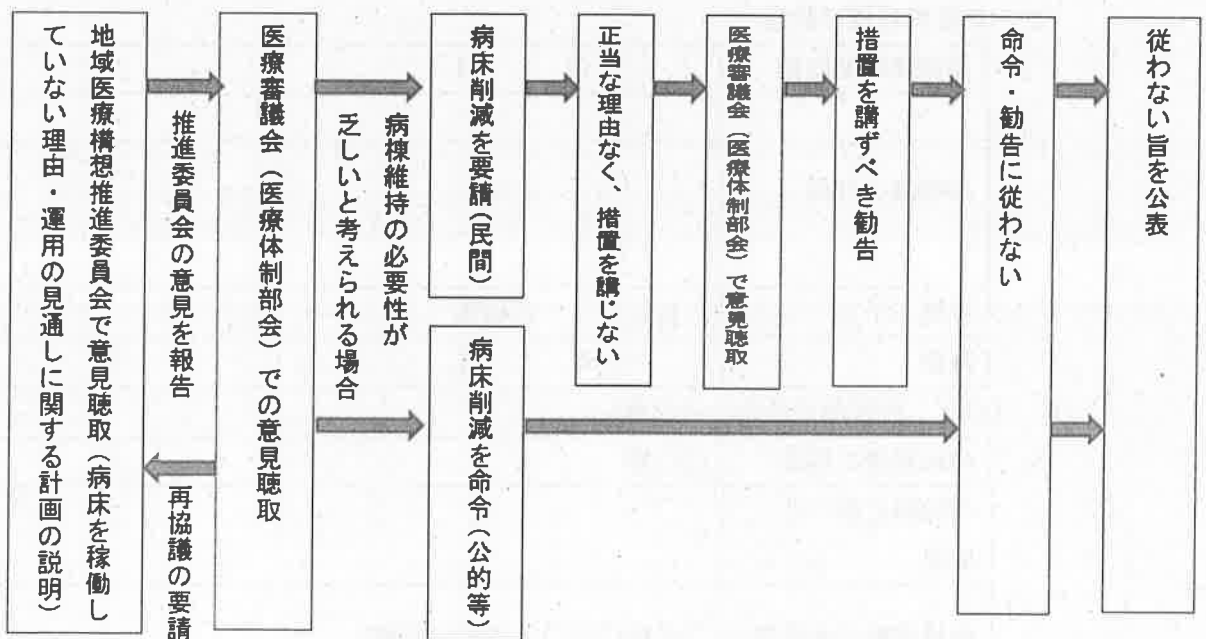 地域医療構想推進委員会で意見聴取（病床を稼働し
ていない理由・運用の見通しに関する計画の説明）
推進委員会の意見を報告
再協議の要請
医療審議会（医療体制部会）での意見聴取
病棟維持の必要性が
乏しいと考えられる場合
病床削減を要請（民間）
病床削減を命令（公的等）
正当な理由なく、措置を講じない
医療審議会（医療体制部会）で意見聴取
措置を講ずべき勧告
命令・勧告に従わない
従わない旨を公表